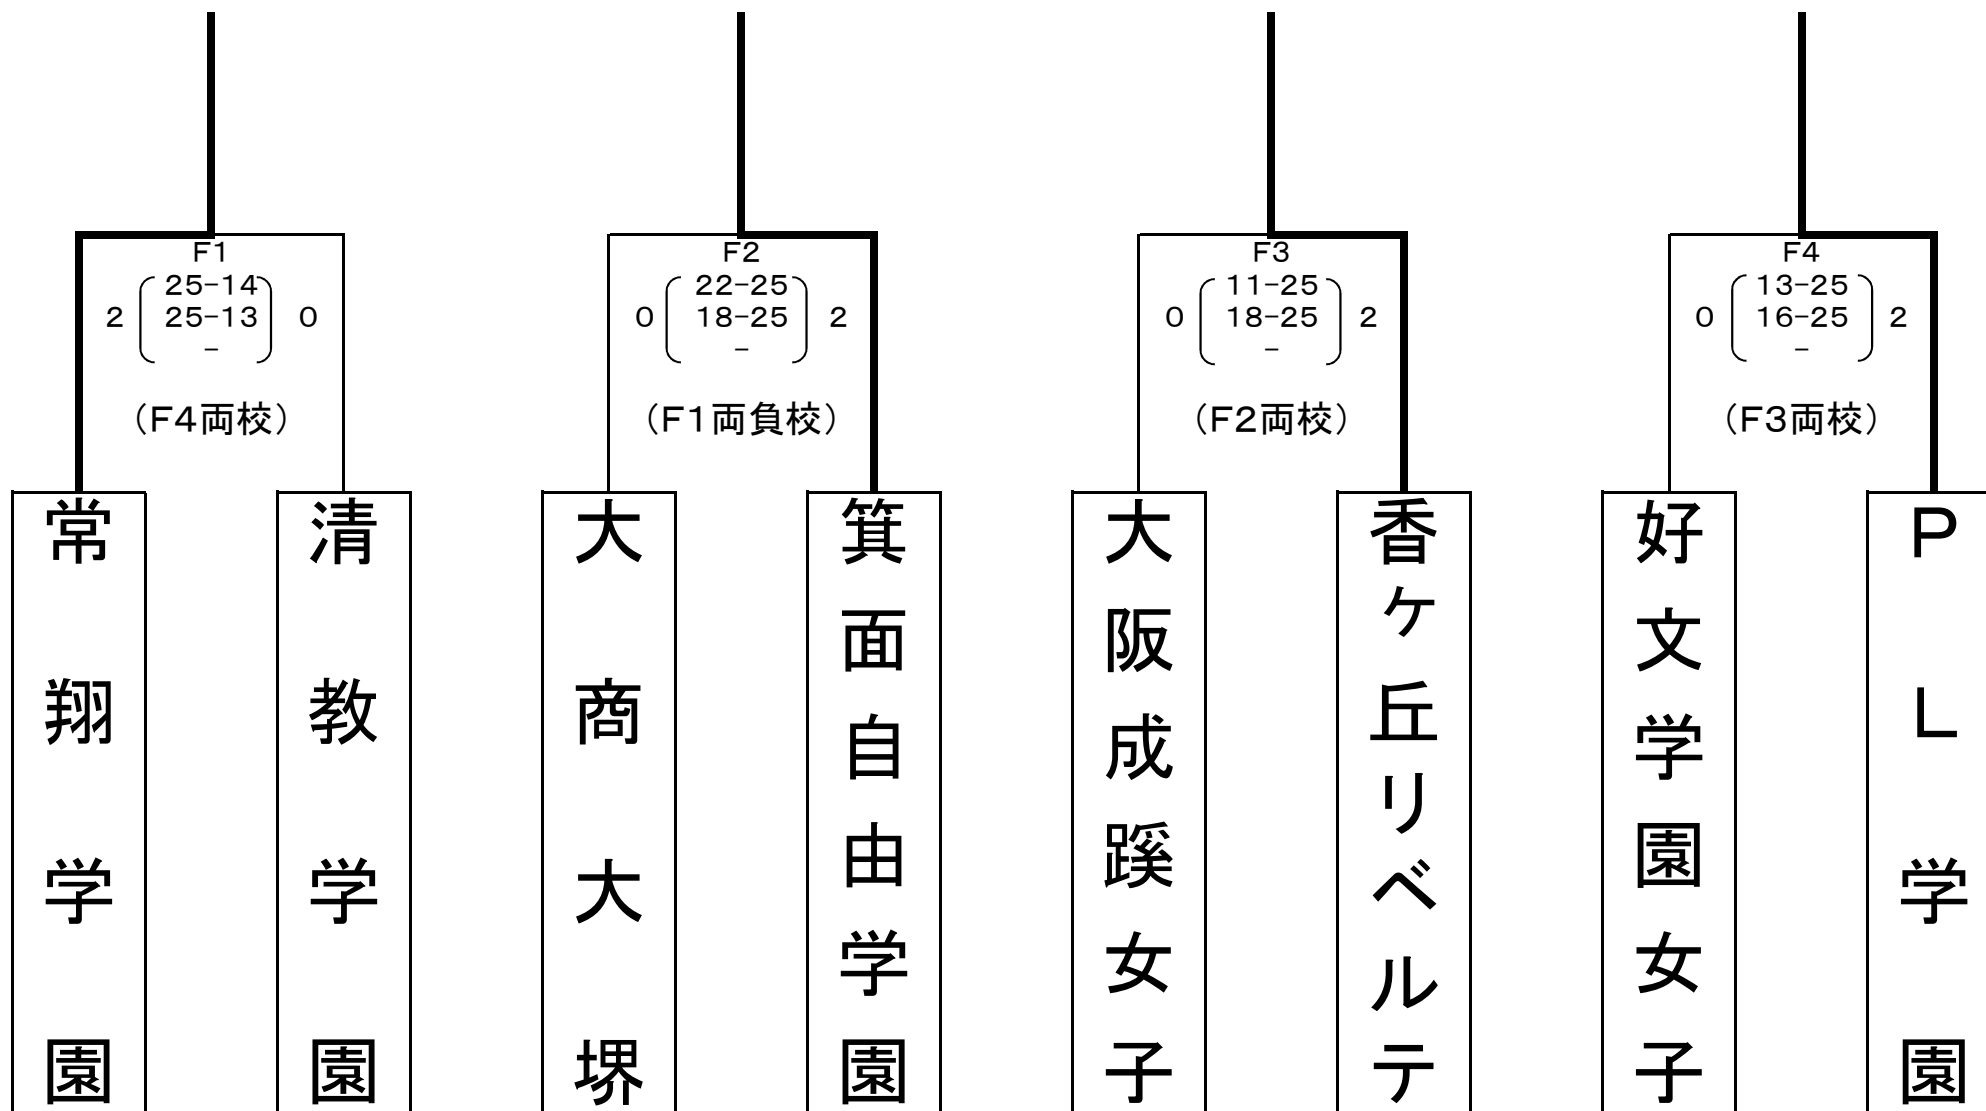 F1
25-14
2 25-13 0
-
（F4両校）
F2
22-25
0 18-25 2
-
（F1両負校）
F3
11-25
0 18-25 2
-
（F2両校）
F4
13-25
0 16-25 2
-
（F3両校）
常翔学園
清教学園
大商大堺
箕面自由学園
大阪成蹊女子
香ヶ丘リベルテ
好文学園女子
PL学園